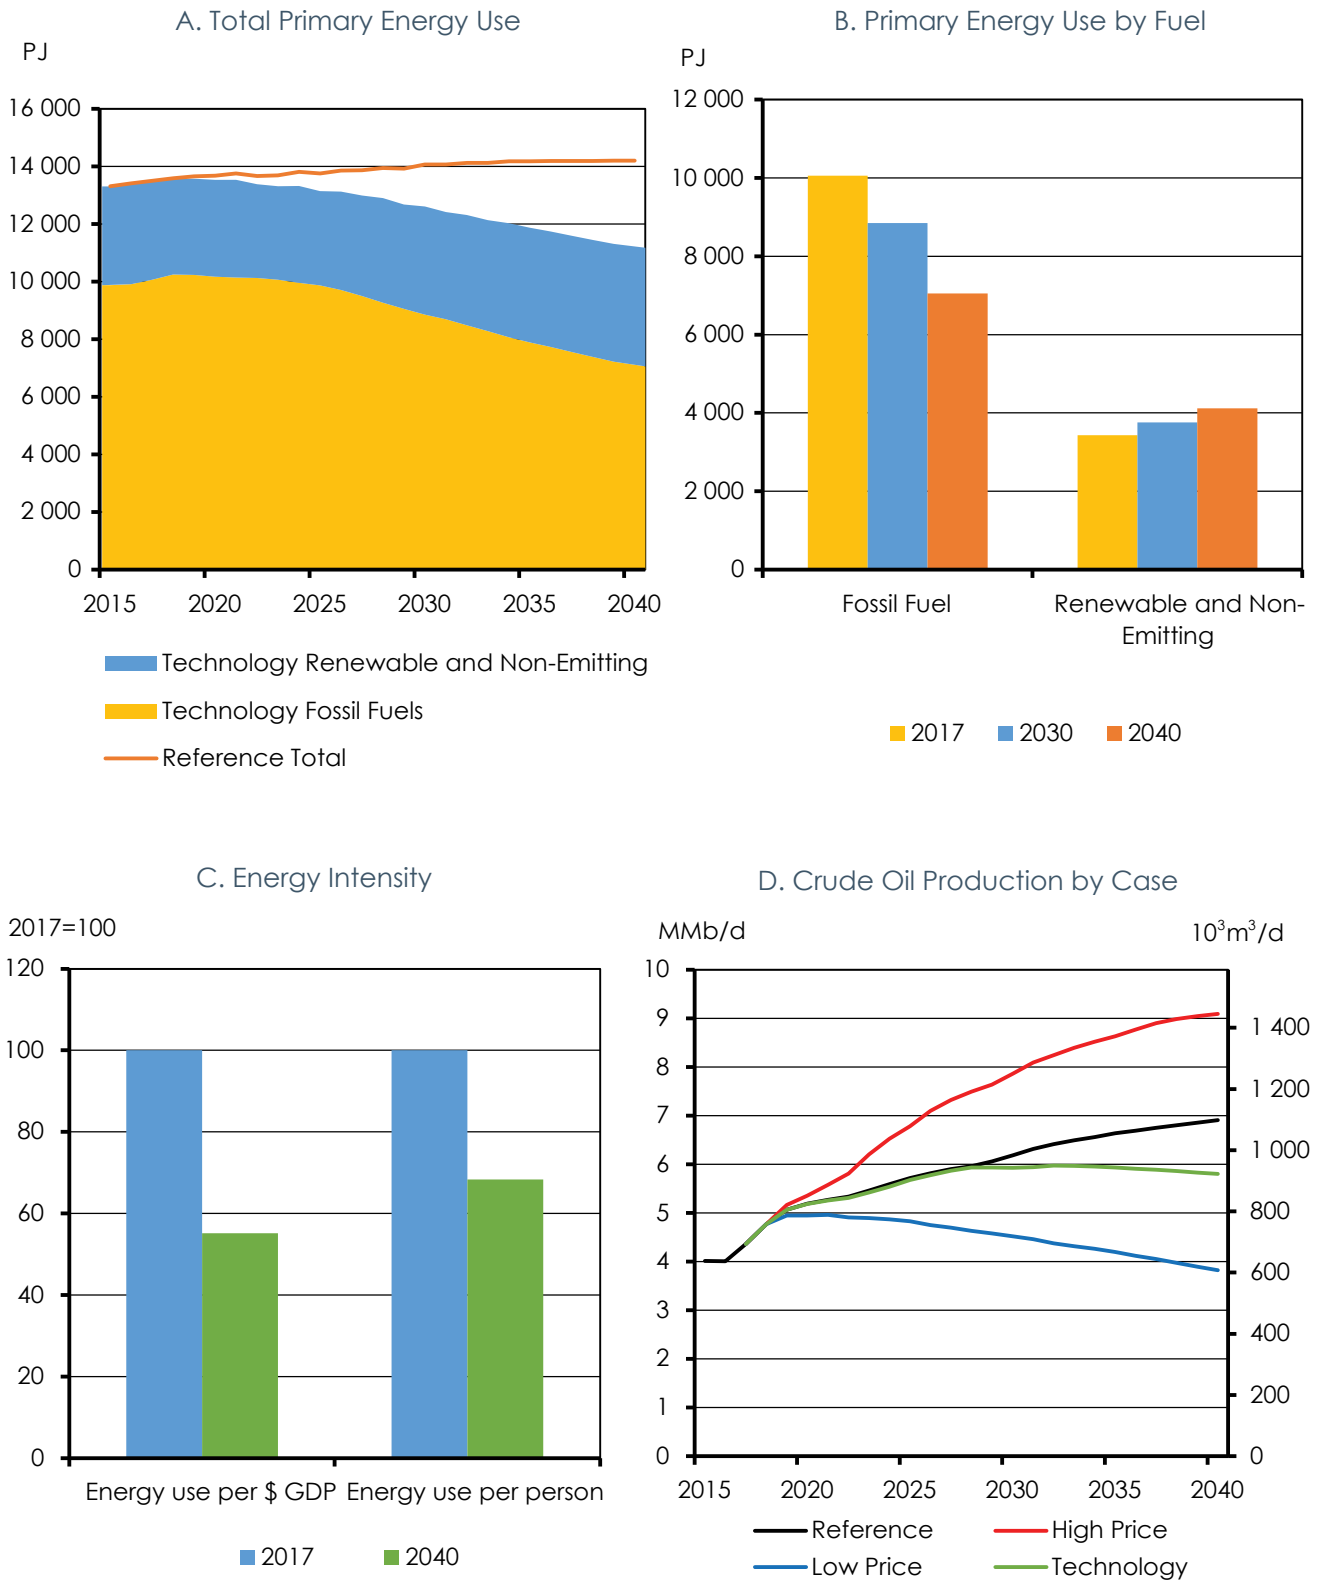 A. Total Primary Energy Use
PJ
16 000
14 000
12 000
10 000
8 000
6 000
4 000
2 000
0
2015 2020 2025 2030 2035 2040
Technology Renewable and Non-Emitting
Technology Fossil Fuels
Reference Total
B. Primary Energy Use by Fuel
PJ
12 000
10 000
8 000
6 000
4 000
2 000
0
Fossil Fuel
Renewable and Non-
Emitting
2017 2030 2040
C. Energy Intensity
2017=100
120
100
80
60
40
20
0
Energy use per $ GDP Energy use per person
2017 2040
D. Crude Oil Production by Case
MMb/d
10³m³/d
10
9
8
7
6
5
4
3
2
1
0
1 400
1 200
1 000
800
600
400
200
0
2015 2020 2025 2030 2035 2040
Reference High Price
Low Price Technology